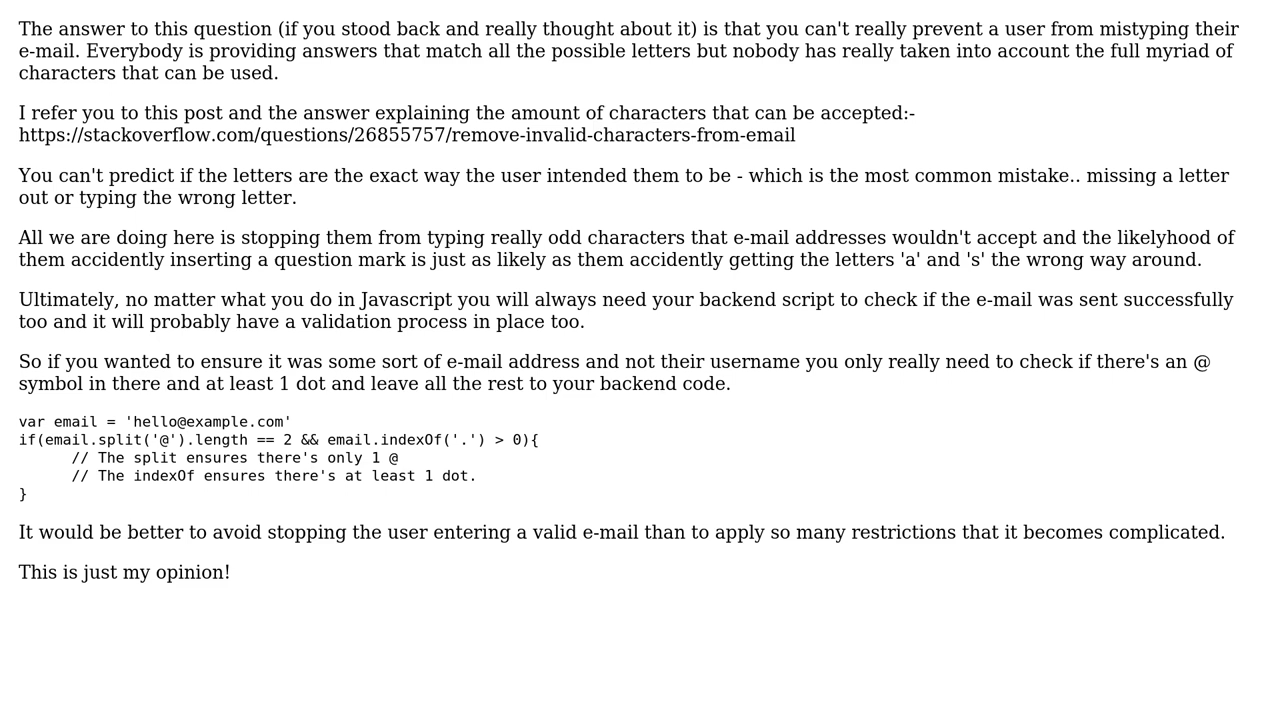 The answer to this question (if you stood back and really thought about it) is that you can't really prevent a user from mistyping their
e-mail. Everybody is providing answers that match all the possible letters but nobody has really taken into account the full myriad of
characters that can be used.
I refer you to this post and the answer explaining the amount of characters that can be accepted:-
https://stackoverflow.com/questions/26855757/remove-invalid-characters-from-email
You can't predict if the letters are the exact way the user intended them to be - which is the most common mistake.. missing a letter
out or typing the wrong letter.
All we are doing here is stopping them from typing really odd characters that e-mail addresses wouldn't accept and the likelyhood of
them accidently inserting a question mark is just as likely as them accidently getting the letters 'a' and 's' the wrong way around.
Ultimately, no matter what you do in Javascript you will always need your backend script to check if the e-mail was sent successfully
too and it will probably have a validation process in place too.
So if you wanted to ensure it was some sort of e-mail address and not their username you only really need to check if there's an @
symbol in there and at least 1 dot and leave all the rest to your backend code.
var email = 'hello@example.com'
if(email.split('@').length == 2 && email.indexOf('.') > 0){
      // The split ensures there's only 1 @
      // The indexOf ensures there's at least 1 dot.
}
It would be better to avoid stopping the user entering a valid e-mail than to apply so many restrictions that it becomes complicated.
This is just my opinion!